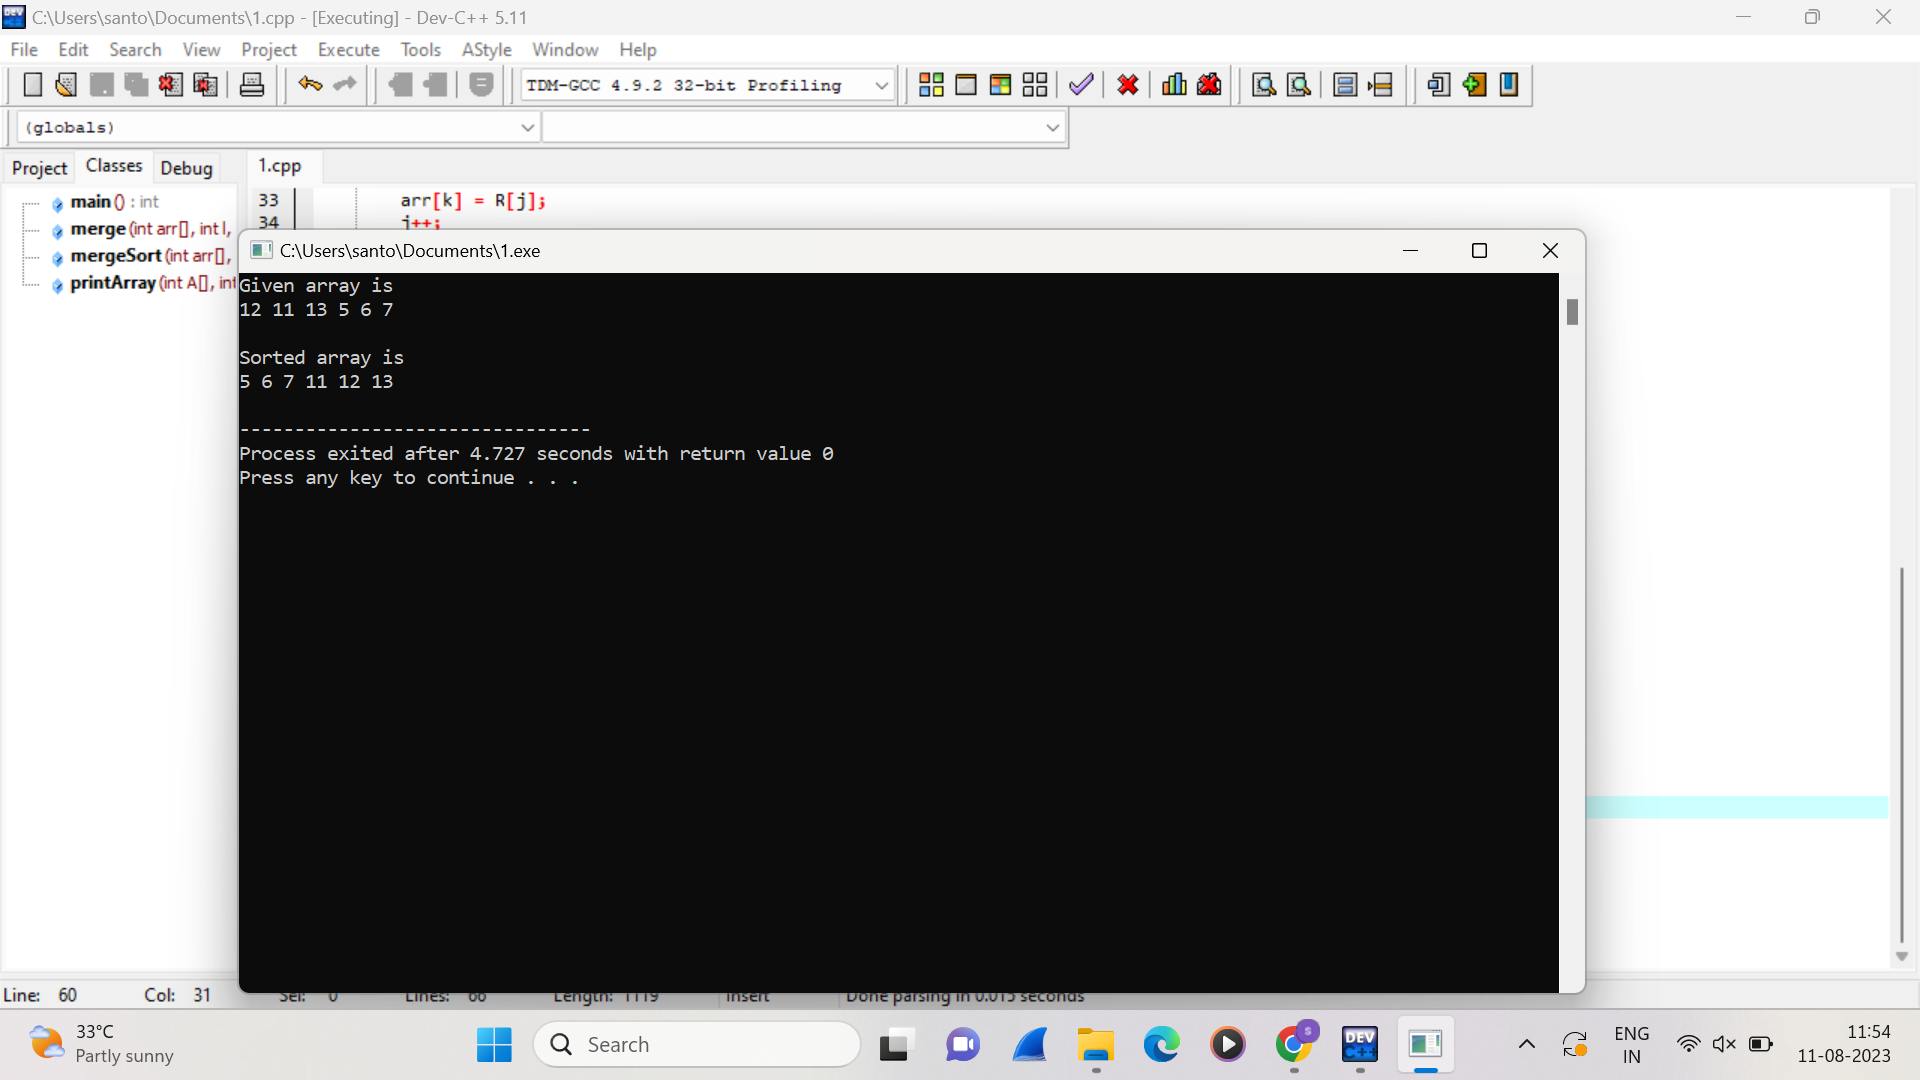 C:\Users\santo\Documents\1.cpp - [Executing] - Dev-C++ 5.11
File Edit Search View Project Execute Tools AStyle Window Help
TDM-GCC 4.9.2 32-bit Profiling
(globals)
Project Classes Debug
1.cpp
main () : int
merge (int arr[], int l,
mergeSort (int arr[],
printArray (int A[], int
33 arr[k] = R[j];
34 j++;
C:\Users\santo\Documents\1.exe
Given array is
12 11 13 5 6 7
Sorted array is
5 6 7 11 12 13
--------------------------------
Process exited after 4.727 seconds with return value 0
Press any key to continue . . .
Line: 60 Col: 31 Sel: 0 Lines: 66 Length: 1119 Insert Done parsing in 0.015 seconds
33°C
Partly sunny
Search
S
DEV
C++
ENG
IN
11:54
11-08-2023